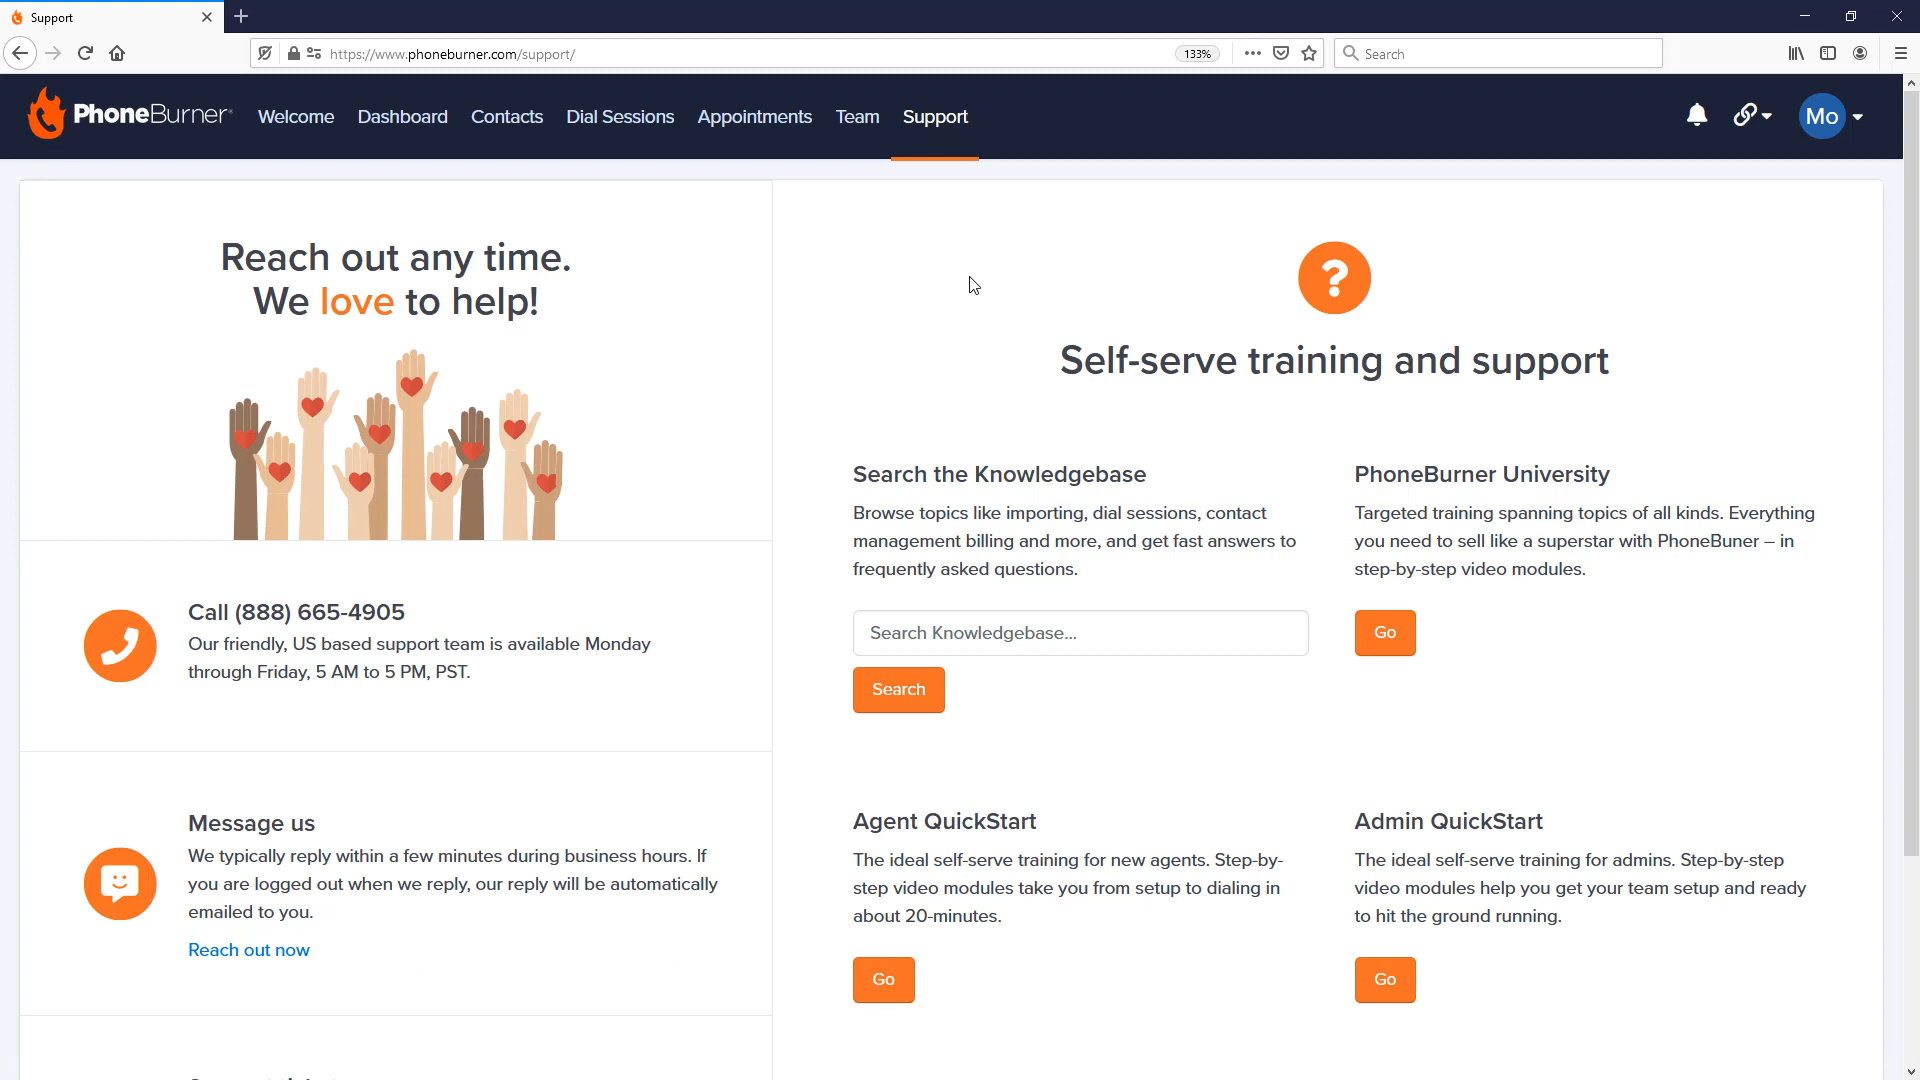 Support
https://www.phoneburner.com/support/
133%
Search
PhoneBurner
Welcome
Dashboard
Contacts
Dial Sessions
Appointments
Team
Support
Mo
Reach out any time.
We love to help!
Call (888) 665-4905
Our friendly, US based support team is available Monday
through Friday, 5 AM to 5 PM, PST.
Message us
We typically reply within a few minutes during business hours. If
you are logged out when we reply, our reply will be automatically
emailed to you.
Reach out now
?
Self-serve training and support
Search the Knowledgebase
Browse topics like importing, dial sessions, contact
management billing and more, and get fast answers to
frequently asked questions.
Search Knowledgebase...
Search
PhoneBurner University
Targeted training spanning topics of all kinds. Everything
you need to sell like a superstar with PhoneBuner – in
step-by-step video modules.
Go
Agent QuickStart
The ideal self-serve training for new agents. Step-by-
step video modules take you from setup to dialing in
about 20-minutes.
Go
Admin QuickStart
The ideal self-serve training for admins. Step-by-step
video modules help you get your team setup and ready
to hit the ground running.
Go